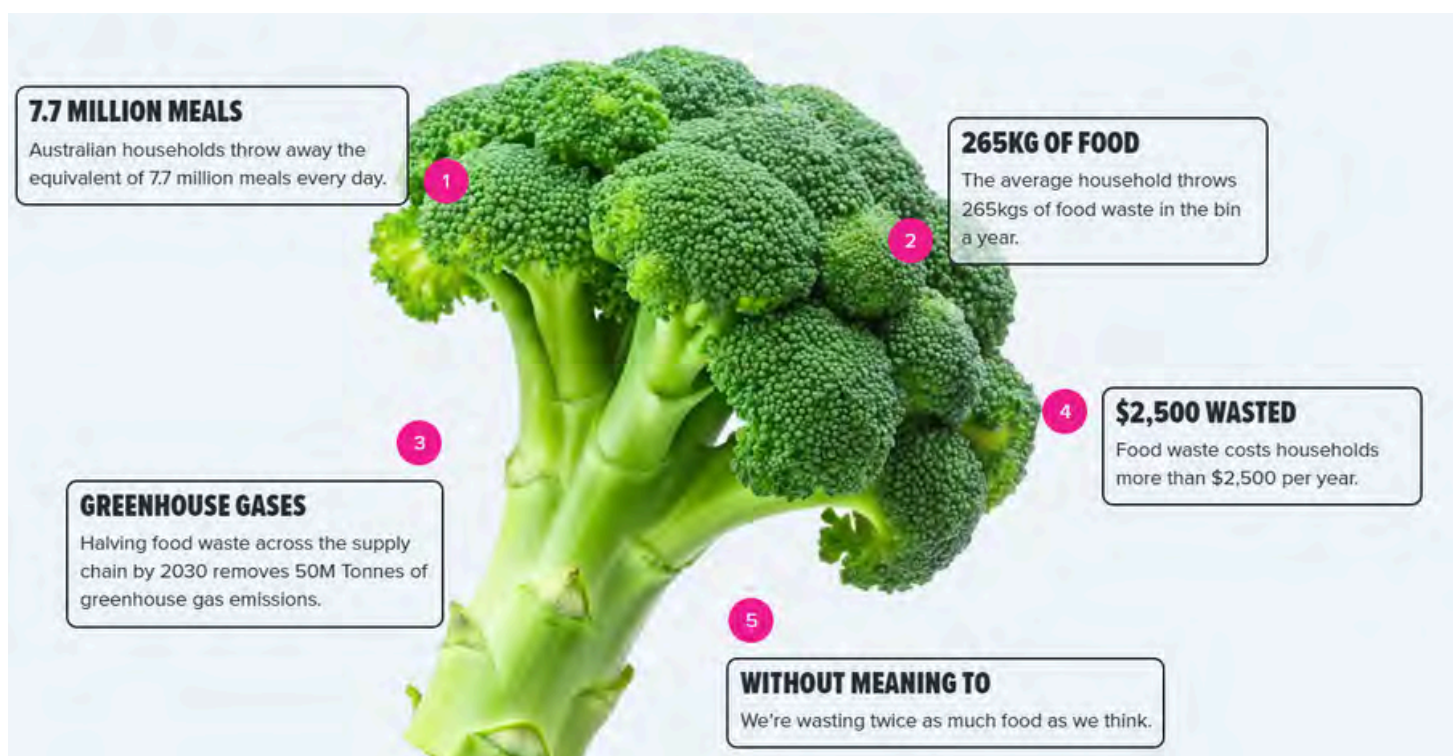 7.7 MILLION MEALS
Australian households throw away the
equivalent of 7.7 million meals every day.
1
265KG OF FOOD
The average household throws
265kgs of food waste in the bin
a year.
2
3
GREENHOUSE GASES
Halving food waste across the supply
chain by 2030 removes 50M Tonnes of
greenhouse gas emissions.
4
$2,500 WASTED
Food waste costs households
more than $2,500 per year.
5
WITHOUT MEANING TO
We're wasting twice as much food as we think.